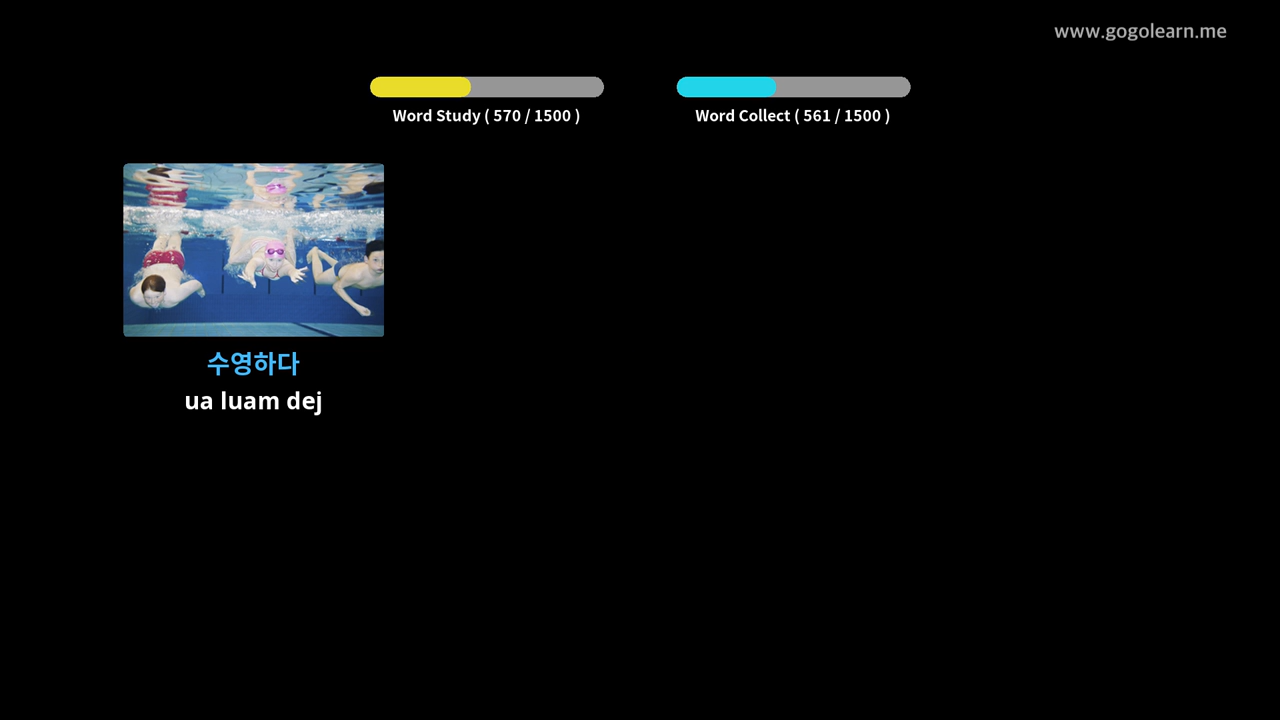 www.gogolearn.me
Word Study ( 570 / 1500 )
Word Collect ( 561 / 1500 )
수영하다
ua luam dej